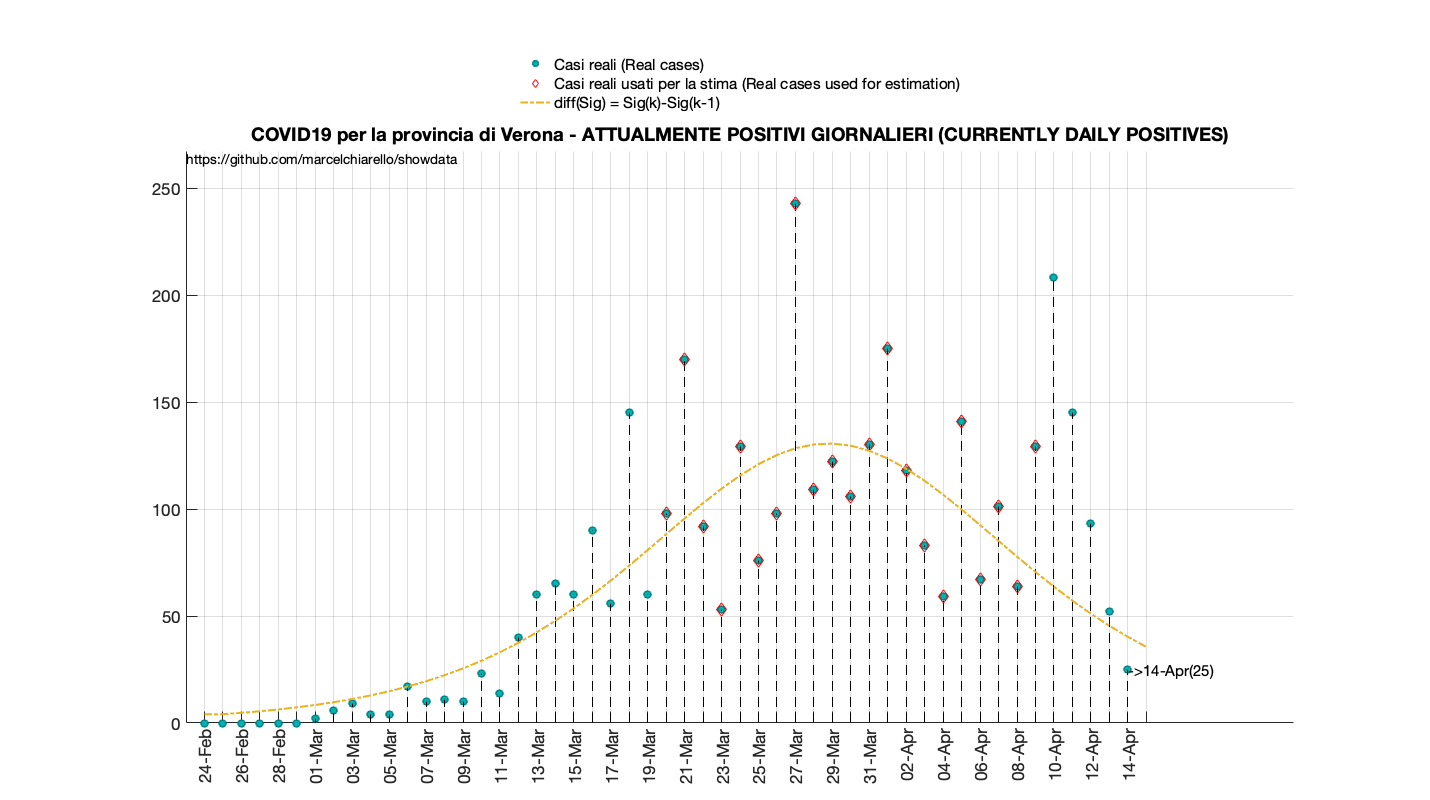 Casi reali (Real cases)
Casi reali usati per la stima (Real cases used for estimation)
diff(Sig) = Sig(k)-Sig(k-1)
COVID19 per la provincia di Verona - ATTUALMENTE POSITIVI GIORNALIERI (CURRENTLY DAILY POSITIVES)
https://github.com/marcelchiarello/showdata
250
200
150
100
50
0
->14-Apr(25)
24-Feb
26-Feb
28-Feb
01-Mar
03-Mar
05-Mar
07-Mar
09-Mar
11-Mar
13-Mar
15-Mar
17-Mar
19-Mar
21-Mar
23-Mar
25-Mar
27-Mar
29-Mar
31-Mar
02-Apr
04-Apr
06-Apr
08-Apr
10-Apr
12-Apr
14-Apr